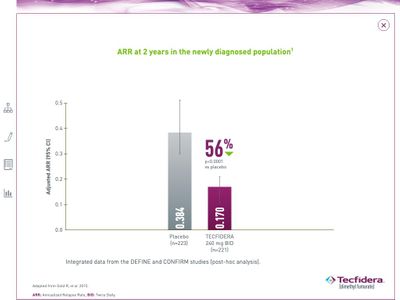 ARR at 2 years in the newly diagnosed population¹
Adjusted ARR (95% CI)
0.5
0.4
0.3
0.2
0.1
0.0
56%
p<0.0001
vs placebo
0.384
0.170
Placebo
(n=223)
TECFIDERA
240 mg BID
(n=221)
Integrated data from the DEFINE and CONFIRM studies (post-hoc analysis).
Adapted from Gold R, et al 2015.
ARR: Annualised Relapse Rate; BID: Twice Daily.
Tecfidera
(dimethyl fumarate)